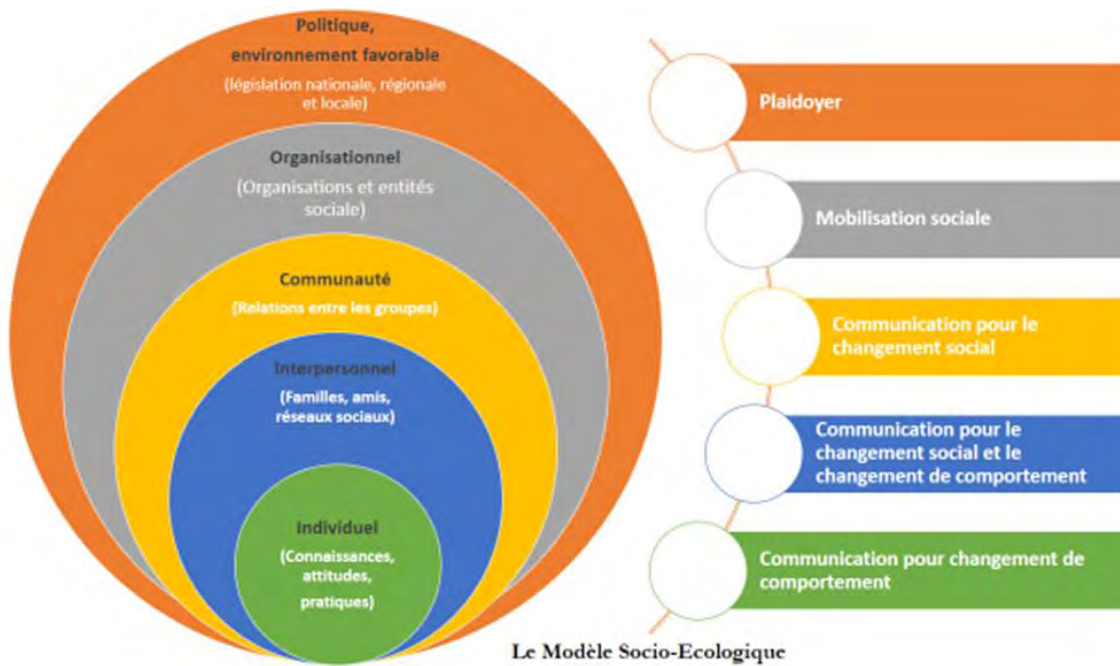 Politique,
environnement favorable
(législation nationale, régionale
et locale)
Organisationnel
(Organisations et entités
sociale)
Communauté
(Relations entre les groupes)
Interpersonnel
(Familles, amis,
réseaux sociaux)
Individuel
(Connaissances,
attitudes,
pratiques)
Plaidoyer
Mobilisation sociale
Communication pour le
changement social
Communication pour le
changement social et le
changement de comportement
Communication pour changement de
comportement
Le Modèle Socio-Ecologique